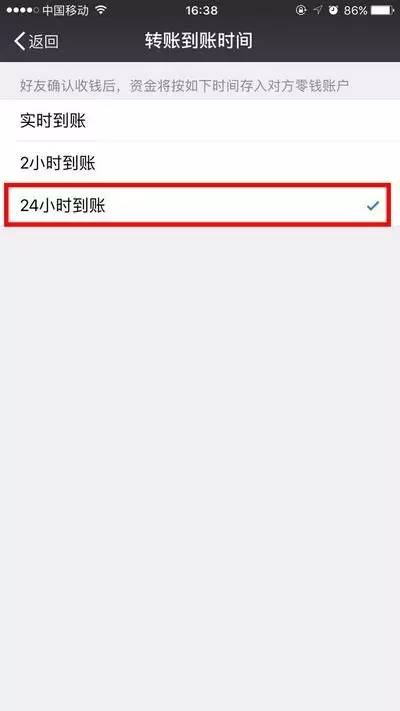 中国移动
16:38
86%
返回
转账到账时间
好友确认收钱后，资金将按如下时间存入对方零钱账户
实时到账
2小时到账
24小时到账